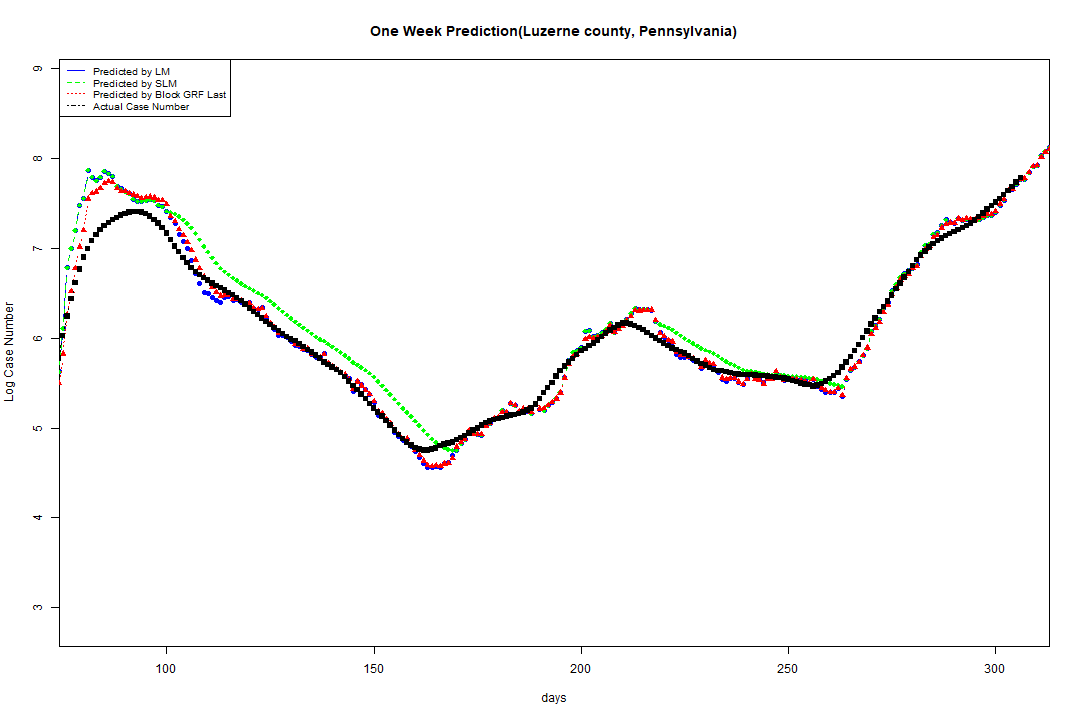 One Week Prediction(Luzerne county, Pennsylvania)
Predicted by LM
Predicted by SLM
Predicted by Block GRF Last
Actual Case Number
9
8
7
6
5
4
3
Log Case Number
100 150 200 250 300
days